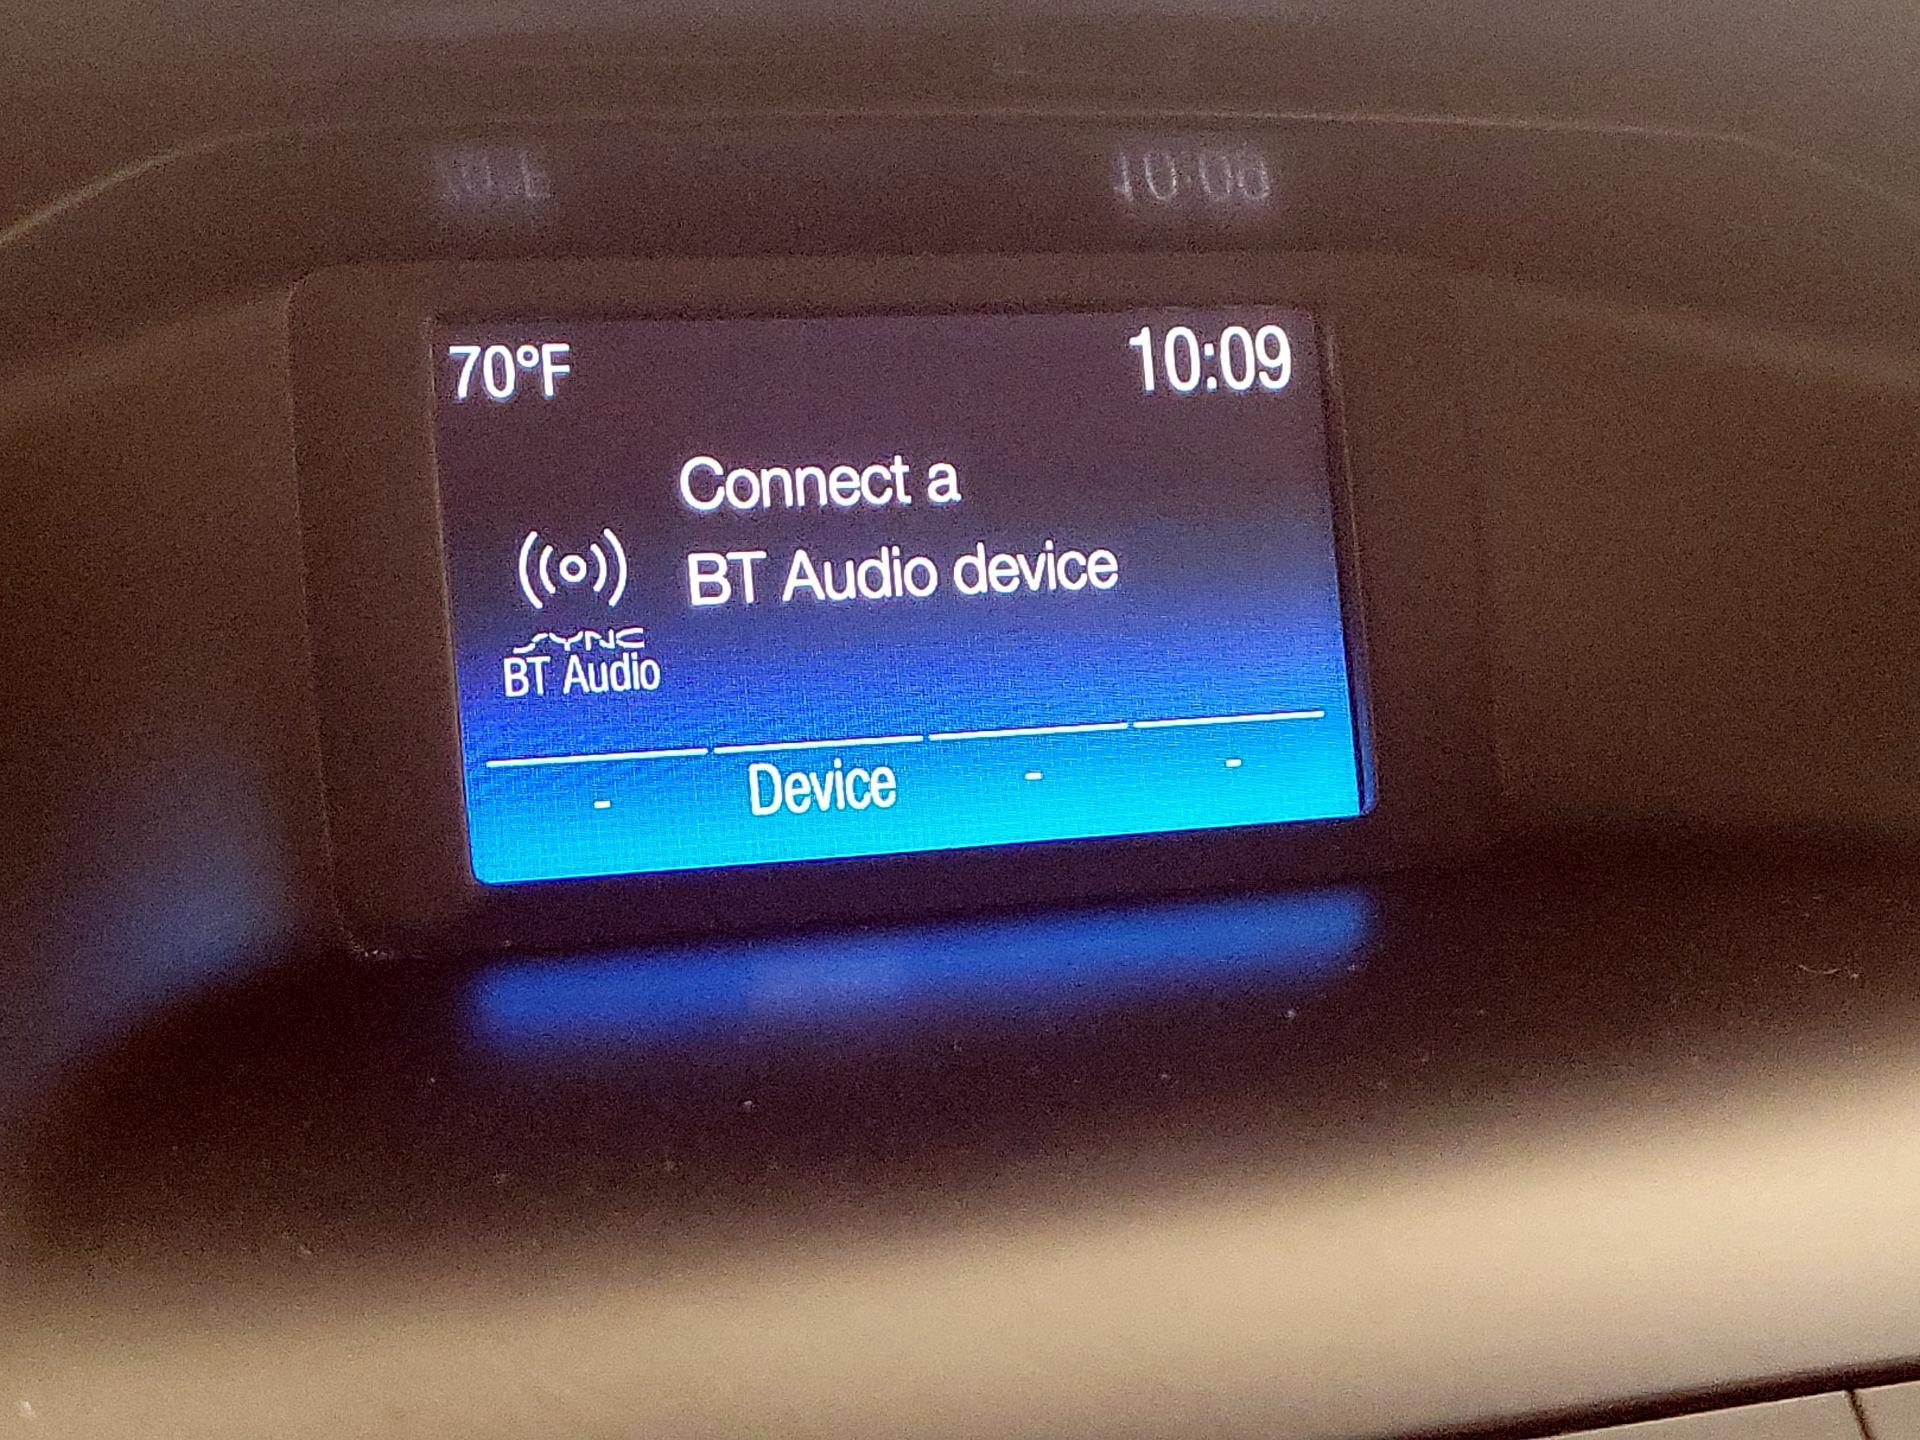 70°F 10:09
Connect a
BT Audio device
SYNC
BT Audio
- Device - -